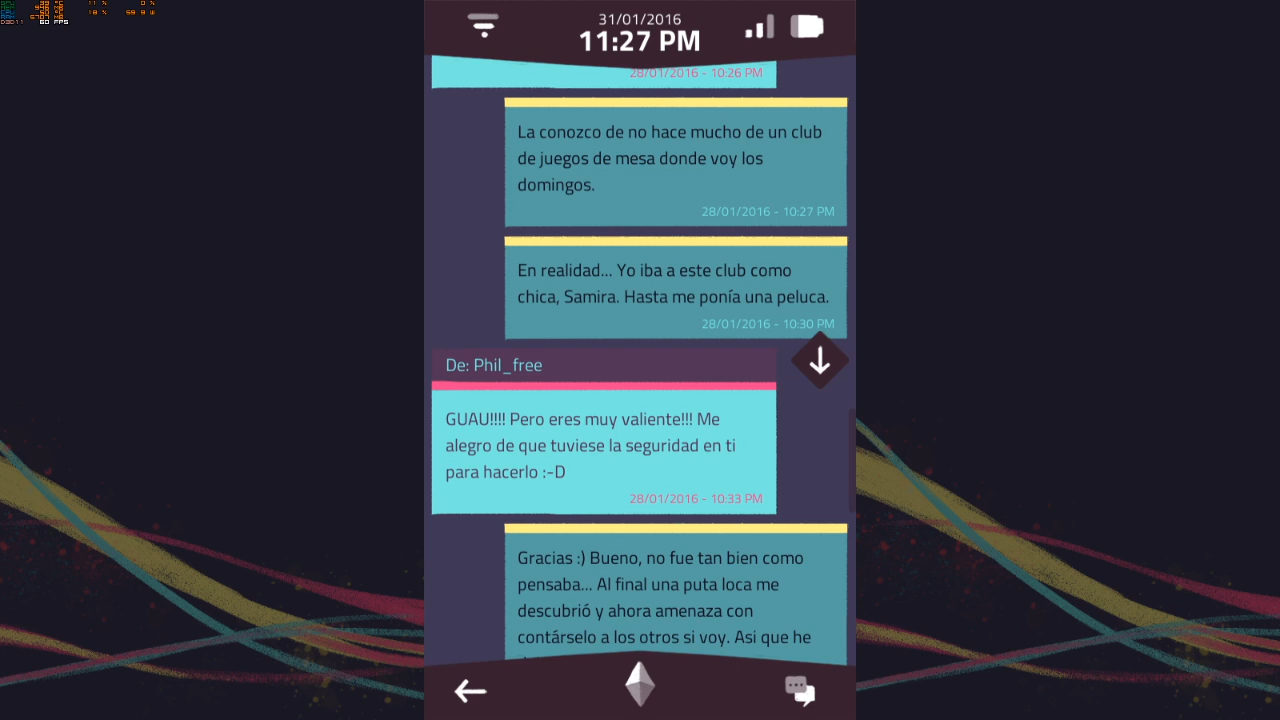 31/01/2016
11:27 PM
28/01/2016 - 10:26 PM
La conozco de no hace mucho de un club
de juegos de mesa donde voy los
domingos.
28/01/2016 - 10:27 PM
En realidad... Yo iba a este club como
chica, Samira. Hasta me ponía una peluca.
28/01/2016 - 10:30 PM
De: Phil_free
GUAU!!!! Pero eres muy valiente!!! Me
alegro de que tuviese la seguridad en ti
para hacerlo :-D
28/01/2016 - 10:33 PM
Gracias :) Bueno, no fue tan bien como
pensaba... Al final una puta loca me
descubrió y ahora amenaza con
contárselo a los otros si voy. Asi que he